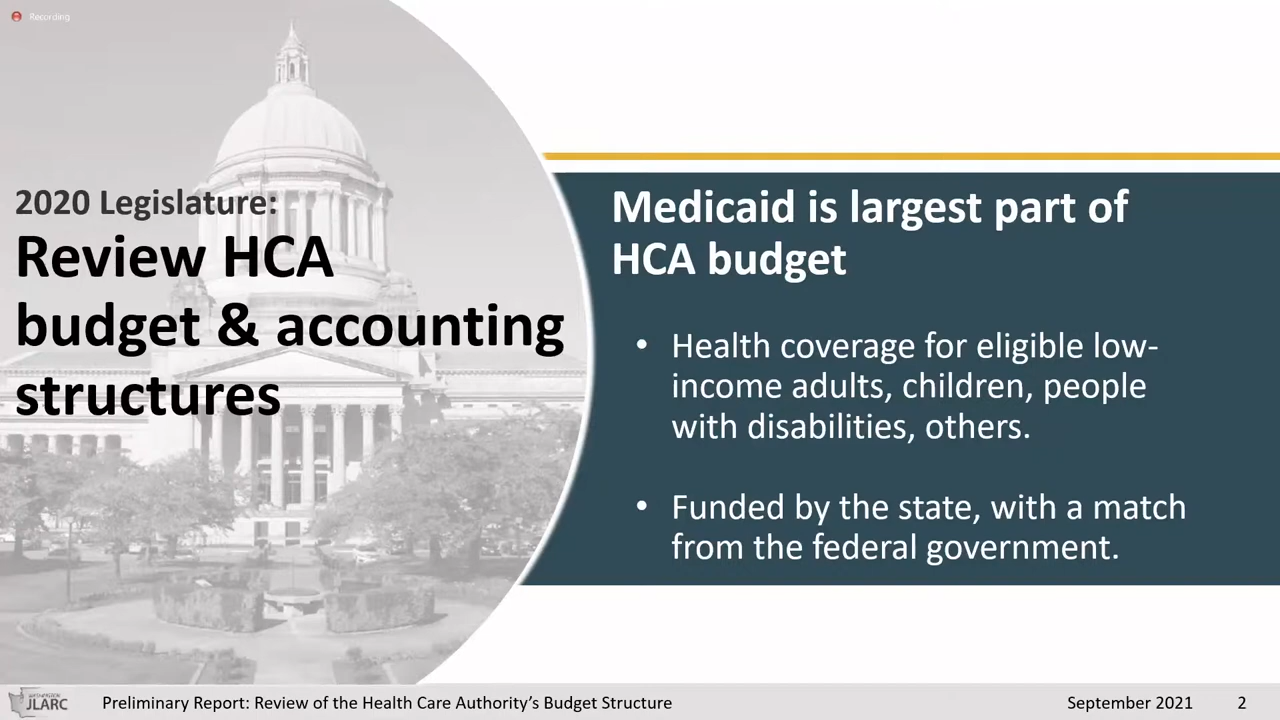 Recording
2020 Legislature:
Review HCA
budget & accounting
structures
Medicaid is largest part of
HCA budget
• Health coverage for eligible low-
income adults, children, people
with disabilities, others.
• Funded by the state, with a match
from the federal government.
WASHINGTON
JLARC
Preliminary Report: Review of the Health Care Authority’s Budget Structure
September 2021
2